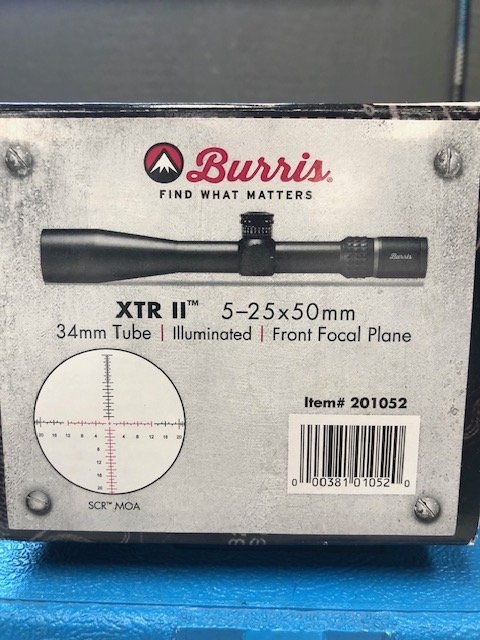 Burris®
FIND WHAT MATTERS
Burris
XTR II™ 5–25x50mm
34mm Tube | Illuminated | Front Focal Plane
Item# 201052
20 16 12 8 4 4 8 12 16 20
8
12
16
20
0 00381 01052 0
SCR™ MOA